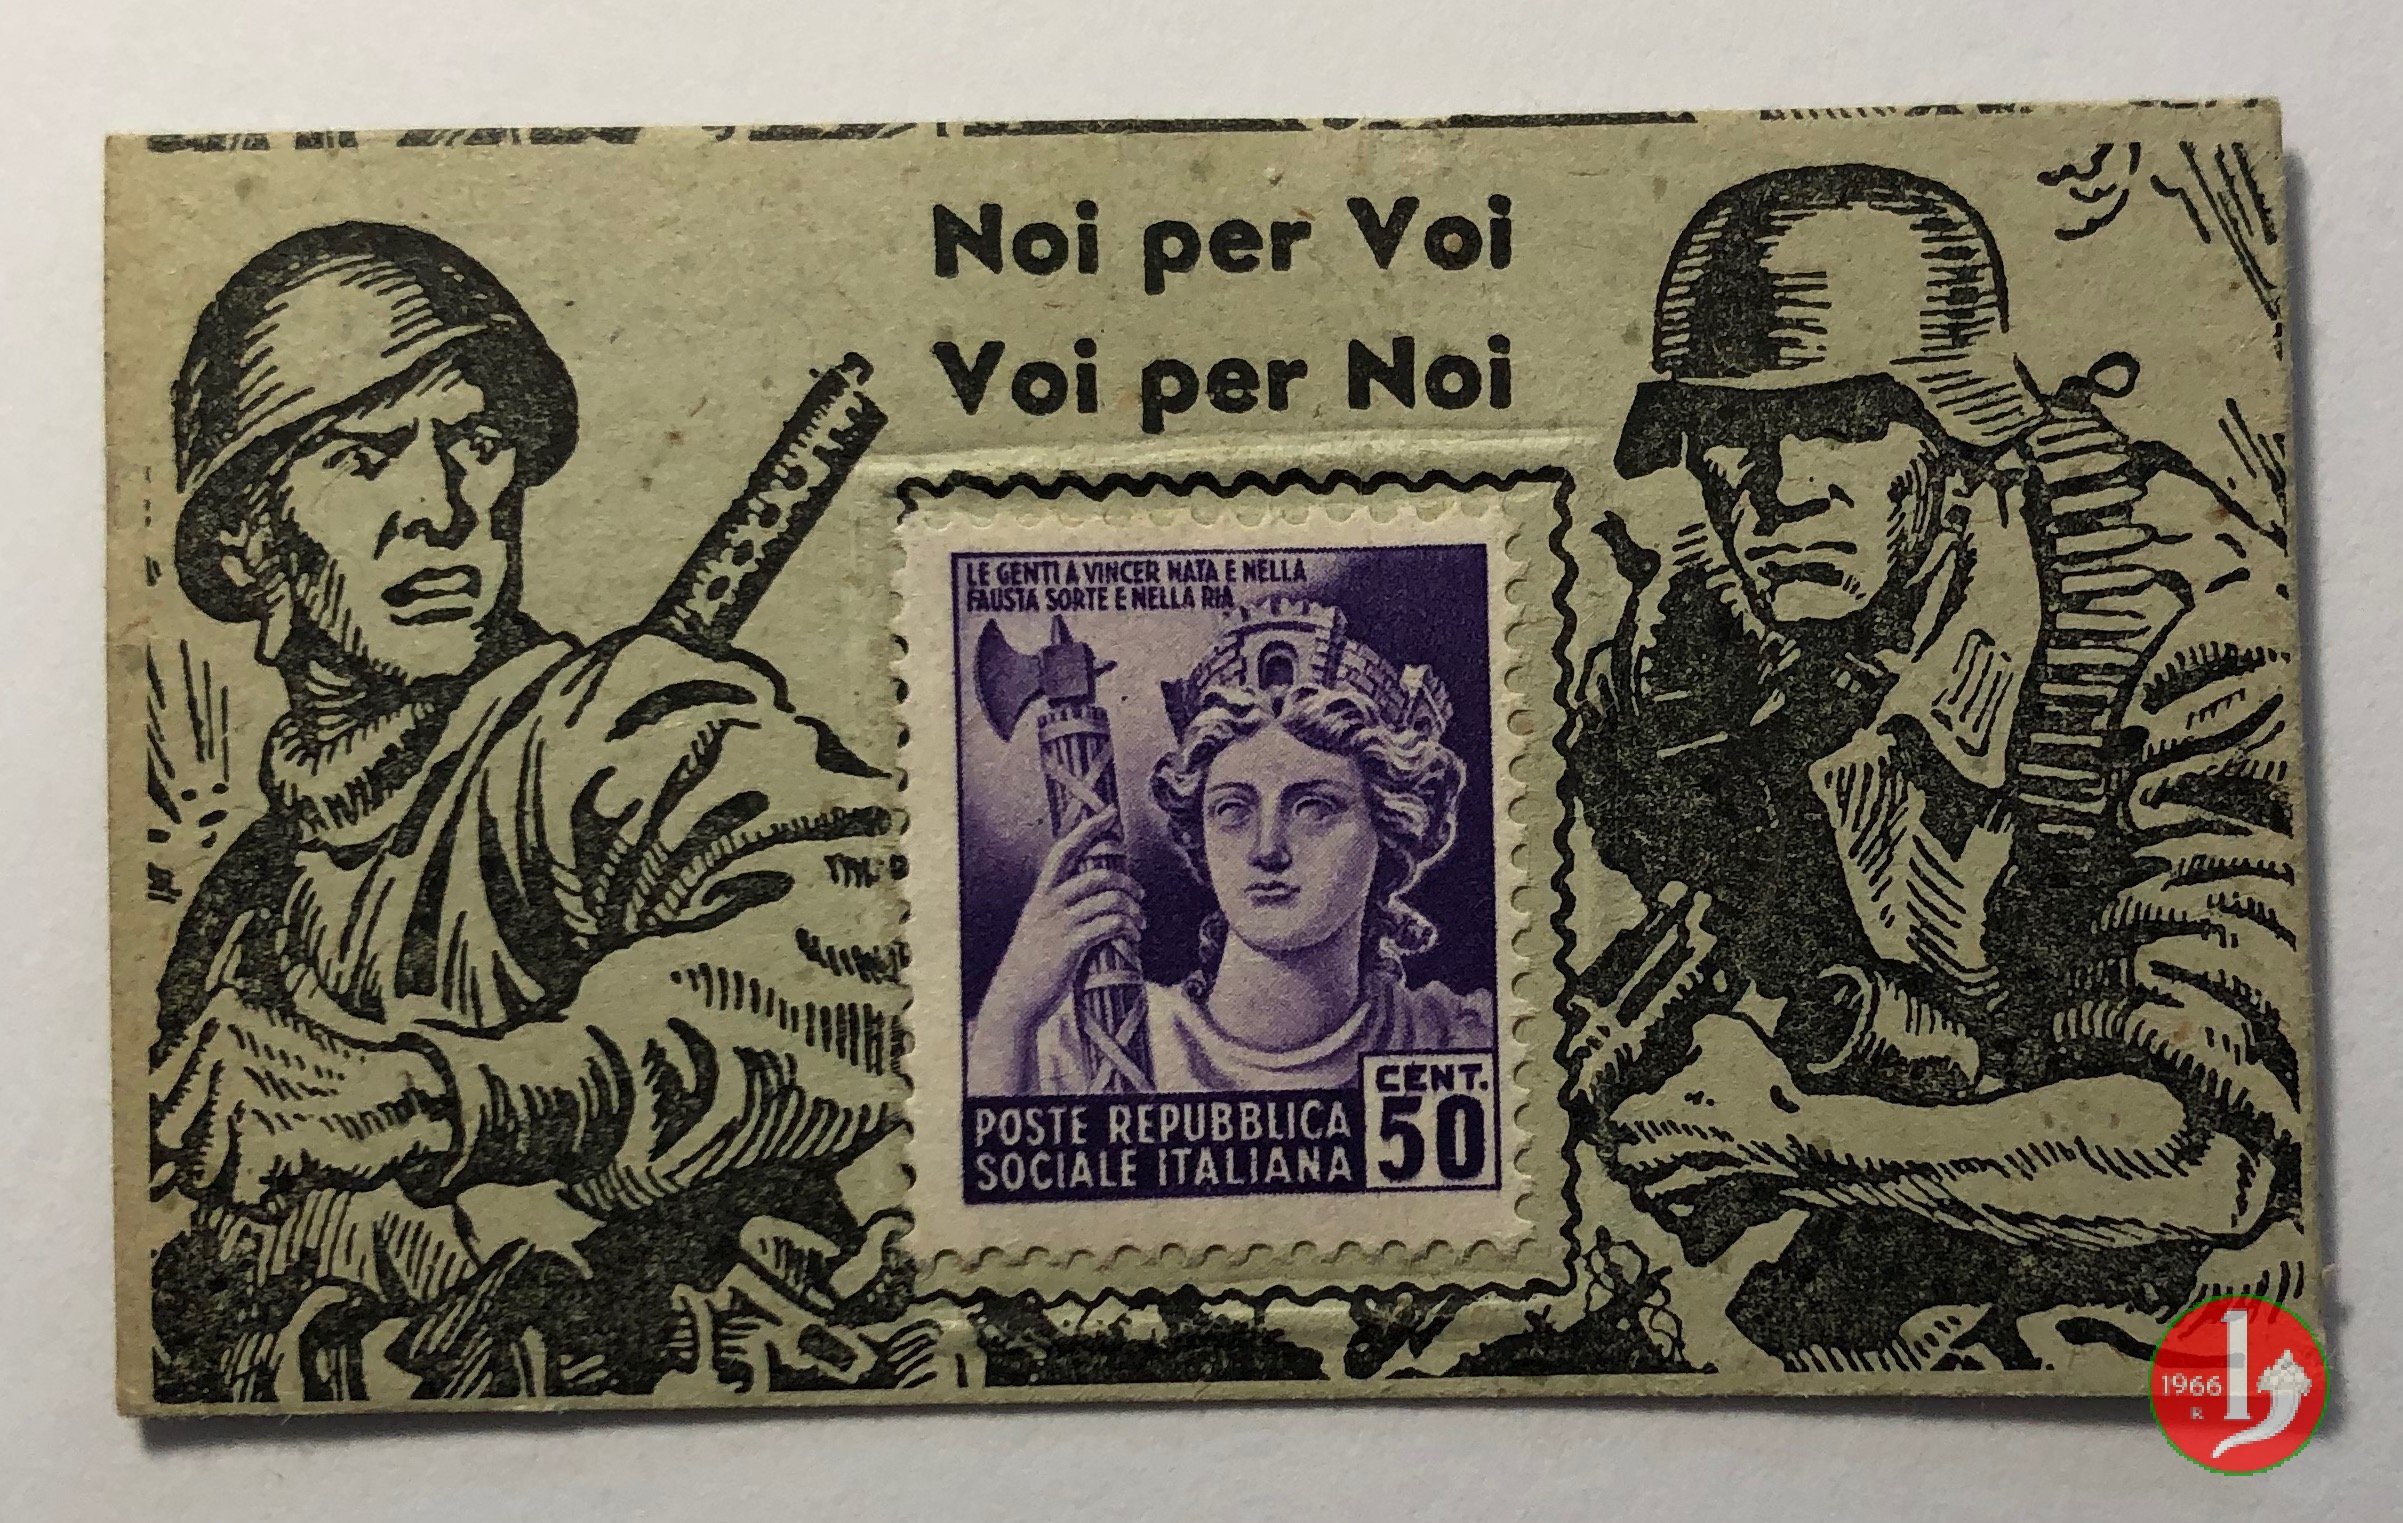 Noi per Voi
Voi per Noi
LE GENTI A VINCER NATA E NELLA
FAUSTA SORTE E NELLA RIA
CENT.
50
POSTE REPUBBLICA
SOCIALE ITALIANA
1966
R